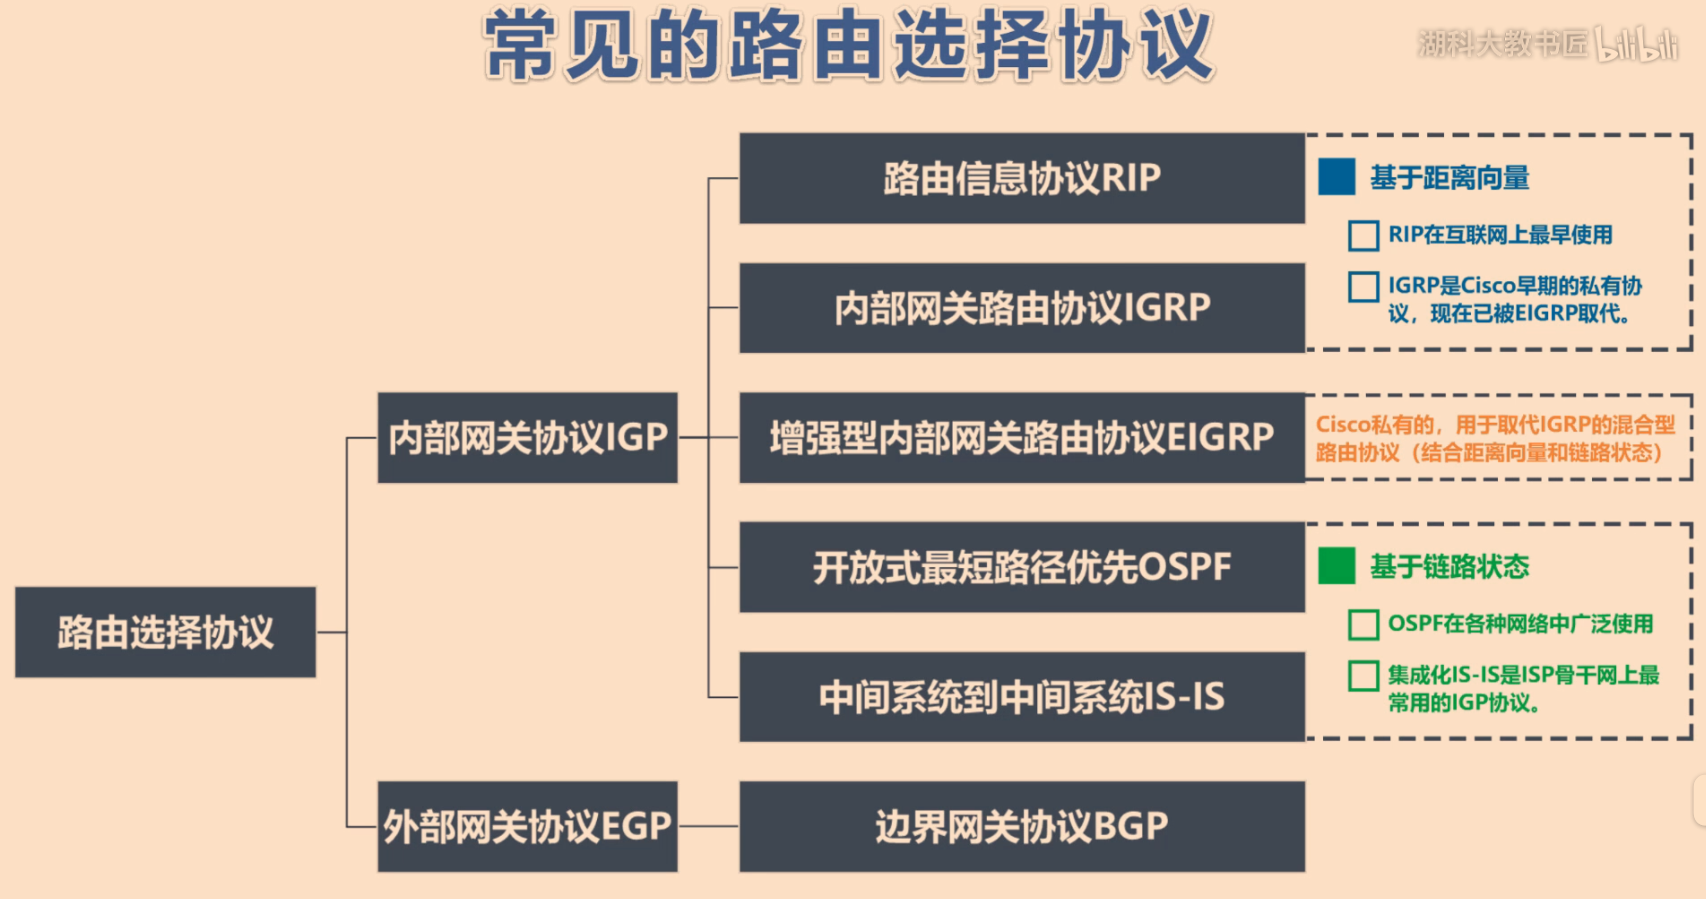 常见的路由选择协议
湖科大教书匠 bilibili
路由信息协议RIP
基于距离向量
RIP在互联网上最早使用
IGRP是Cisco早期的私有协
议，现在已被EIGRP取代。
内部网关路由协议IGRP
内部网关协议IGP
增强型内部网关路由协议EIGRP
Cisco私有的，用于取代IGRP的混合型
路由协议（结合距离向量和链路状态）
开放式最短路径优先OSPF
基于链路状态
OSPF在各种网络中广泛使用
集成化IS-IS是ISP骨干网上最
常用的IGP协议。
路由选择协议
中间系统到中间系统IS-IS
外部网关协议EGP
边界网关协议BGP